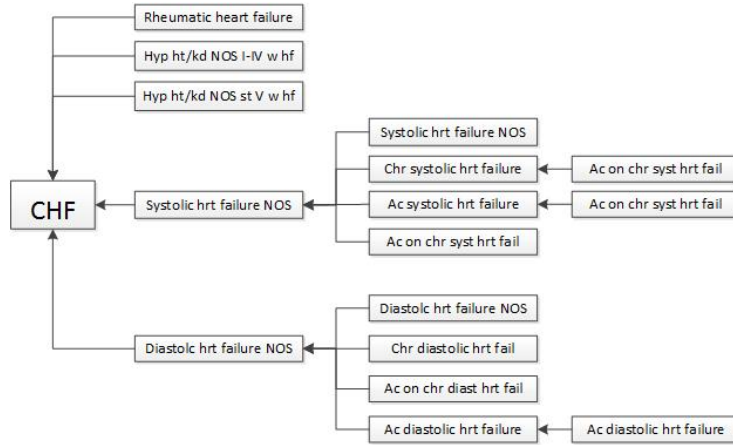 Rheumatic heart failure
Hyp ht/kd NOS I-IV w hf
Hyp ht/kd NOS st V w hf
CHF
Systolic hrt failure NOS
Systolic hrt failure NOS
Chr systolic hrt failure
Ac on chr syst hrt fail
Ac systolic hrt failure
Ac on chr syst hrt fail
Ac on chr syst hrt fail
Diastolc hrt failure NOS
Diastolc hrt failure NOS
Chr diastolic hrt fail
Ac on chr diast hrt fail
Ac diastolic hrt failure
Ac diastolic hrt failure